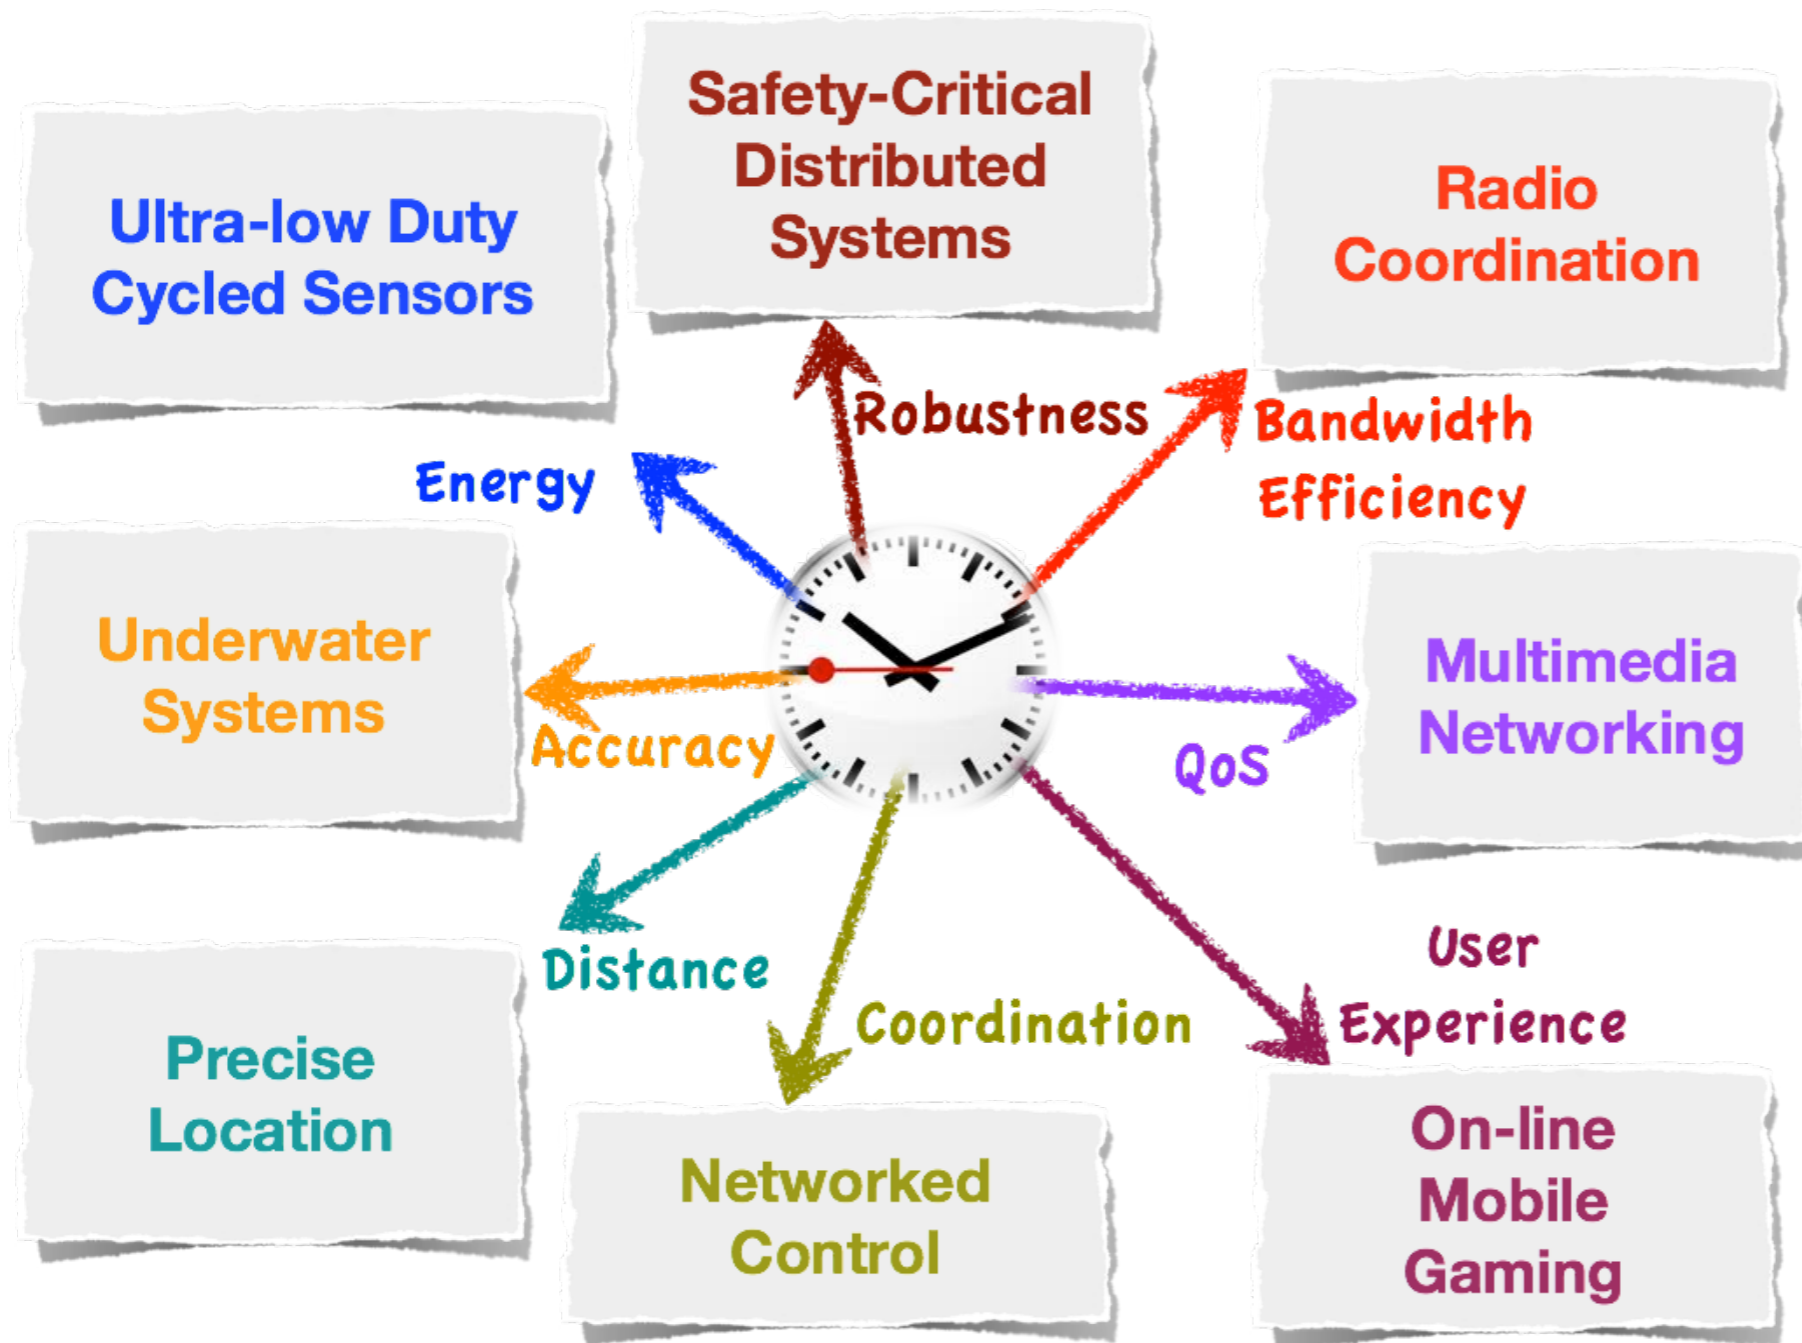 Safety-Critical
Distributed
Systems
Ultra-low Duty
Cycled Sensors
Radio
Coordination
Robustness
Bandwidth
Efficiency
Energy
Underwater
Systems
Accuracy
Multimedia
Networking
QoS
Distance
Coordination
User
Experience
Precise
Location
Networked
Control
On-line
Mobile
Gaming